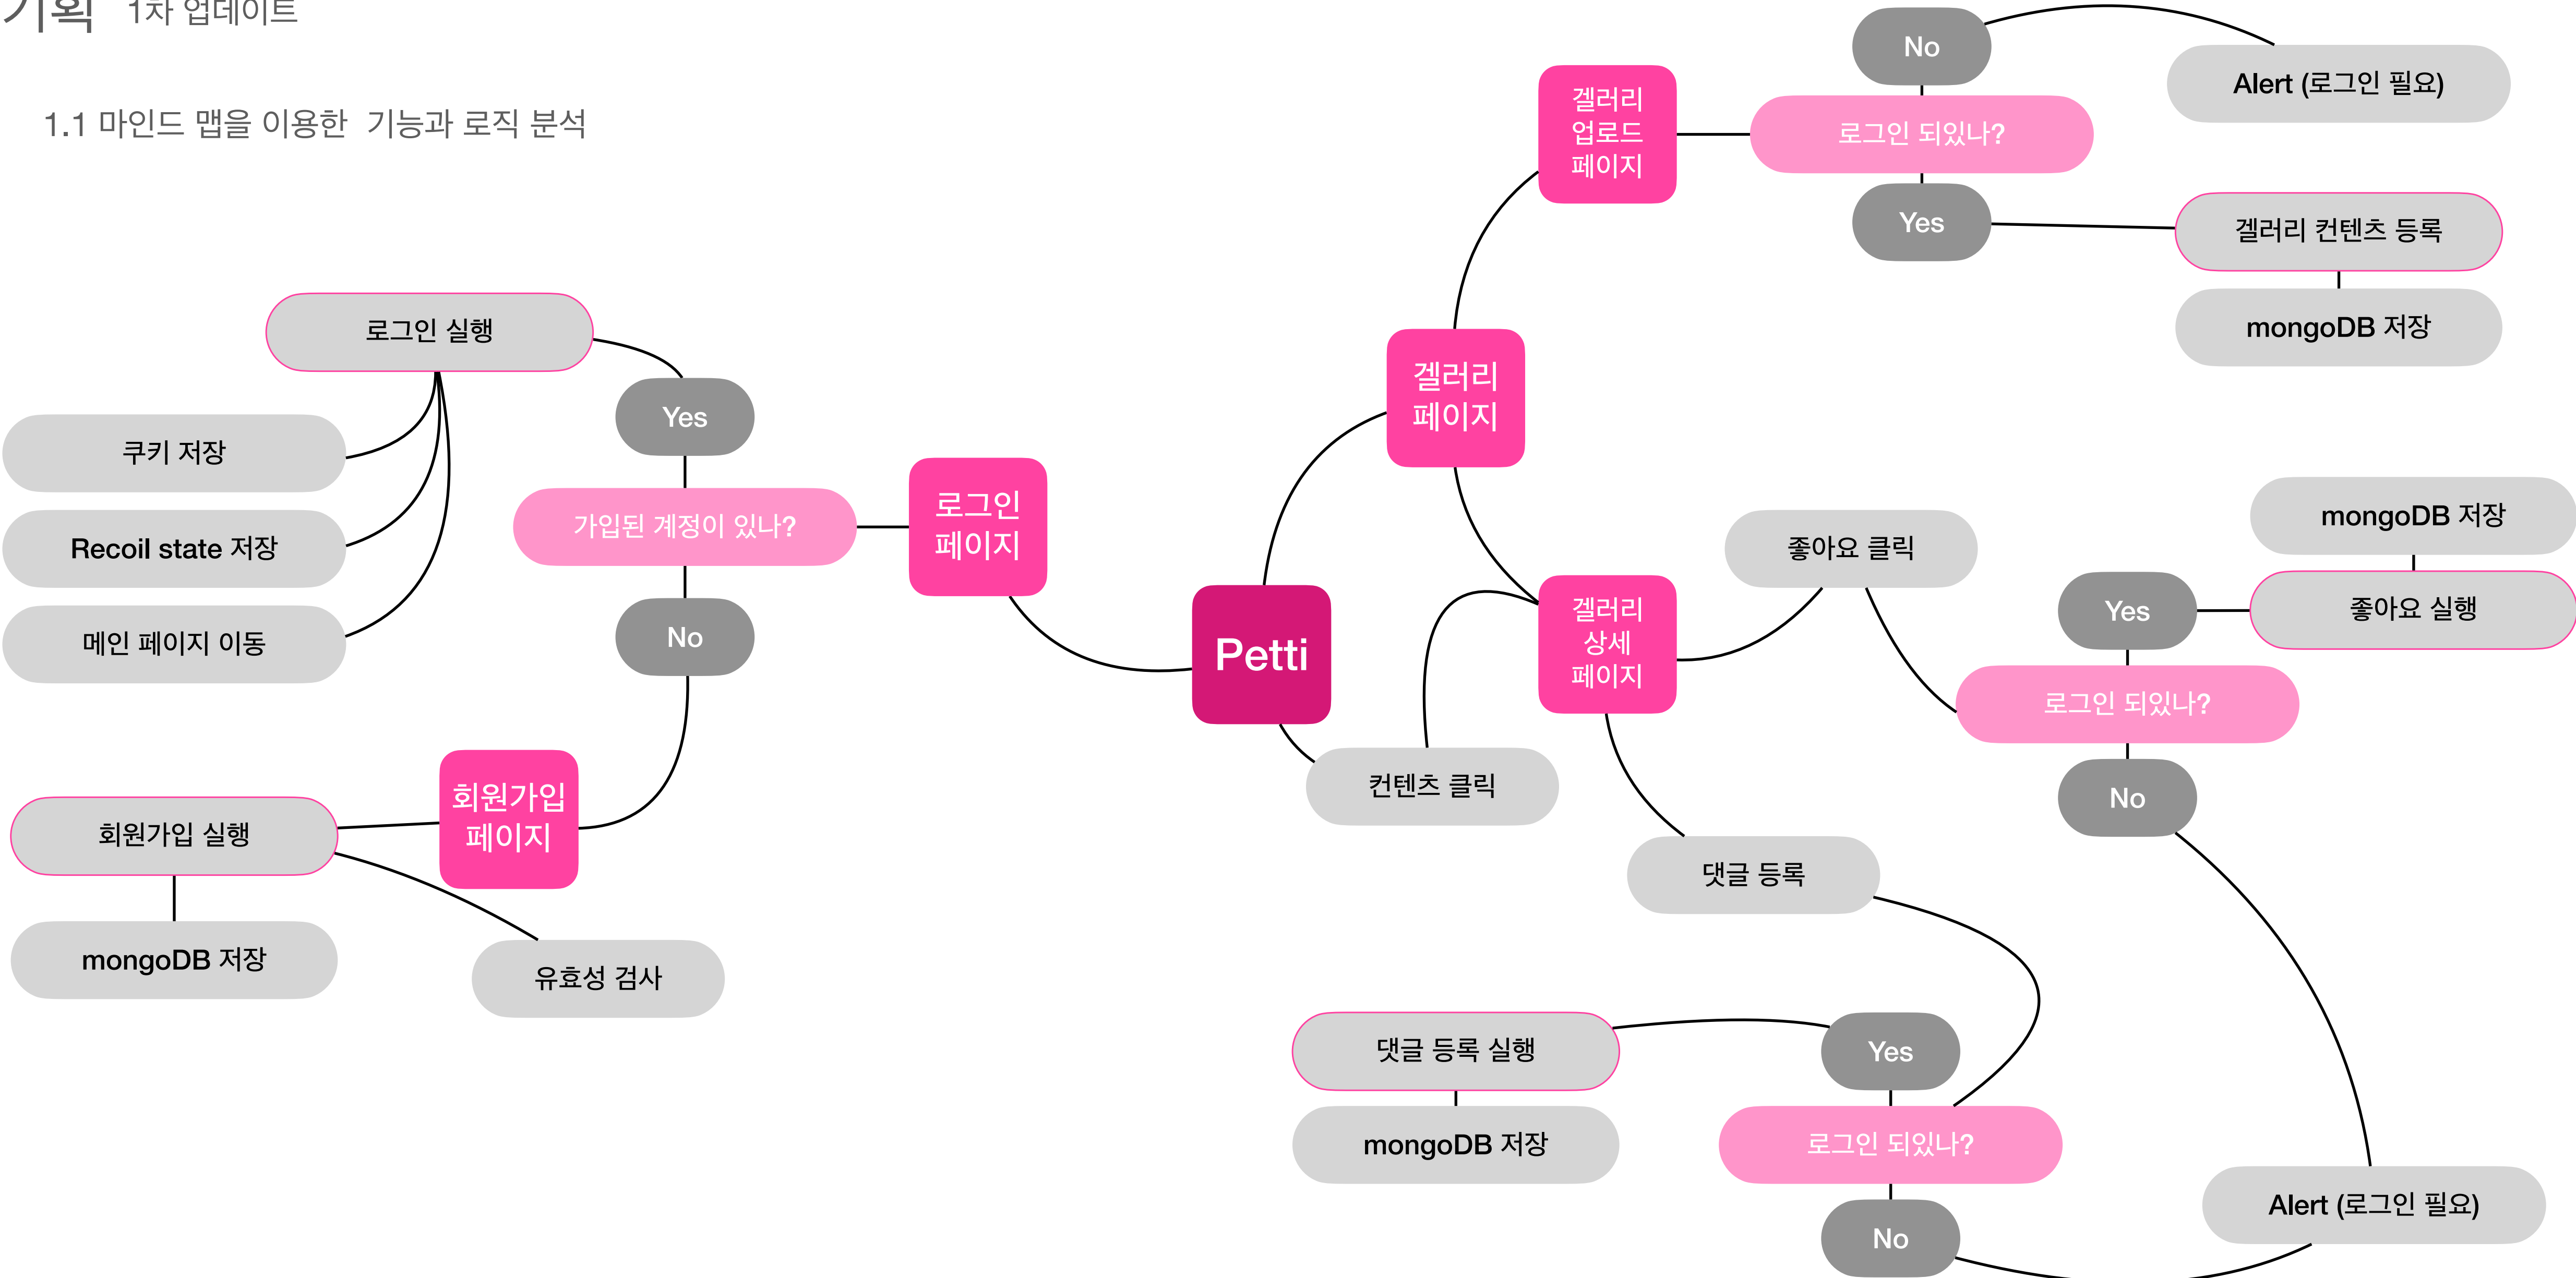 기획 1차 업데이트
1.1 마인드 맵을 이용한 기능과 로직 분석
No
Alert (로그인 필요)
겔러리
업로드
페이지
로그인 되있나?
Yes
겔러리 컨텐츠 등록
mongoDB 저장
로그인 실행
Yes
쿠키 저장
Recoil state 저장
메인 페이지 이동
가입된 계정이 있나?
로그인
페이지
No
회원가입
페이지
회원가입 실행
mongoDB 저장
유효성 검사
Petti
겔러리
페이지
컨텐츠 클릭
겔러리
상세
페이지
좋아요 클릭
mongoDB 저장
Yes
좋아요 실행
로그인 되있나?
No
댓글 등록
댓글 등록 실행
Yes
mongoDB 저장
로그인 되있나?
No
Alert (로그인 필요)